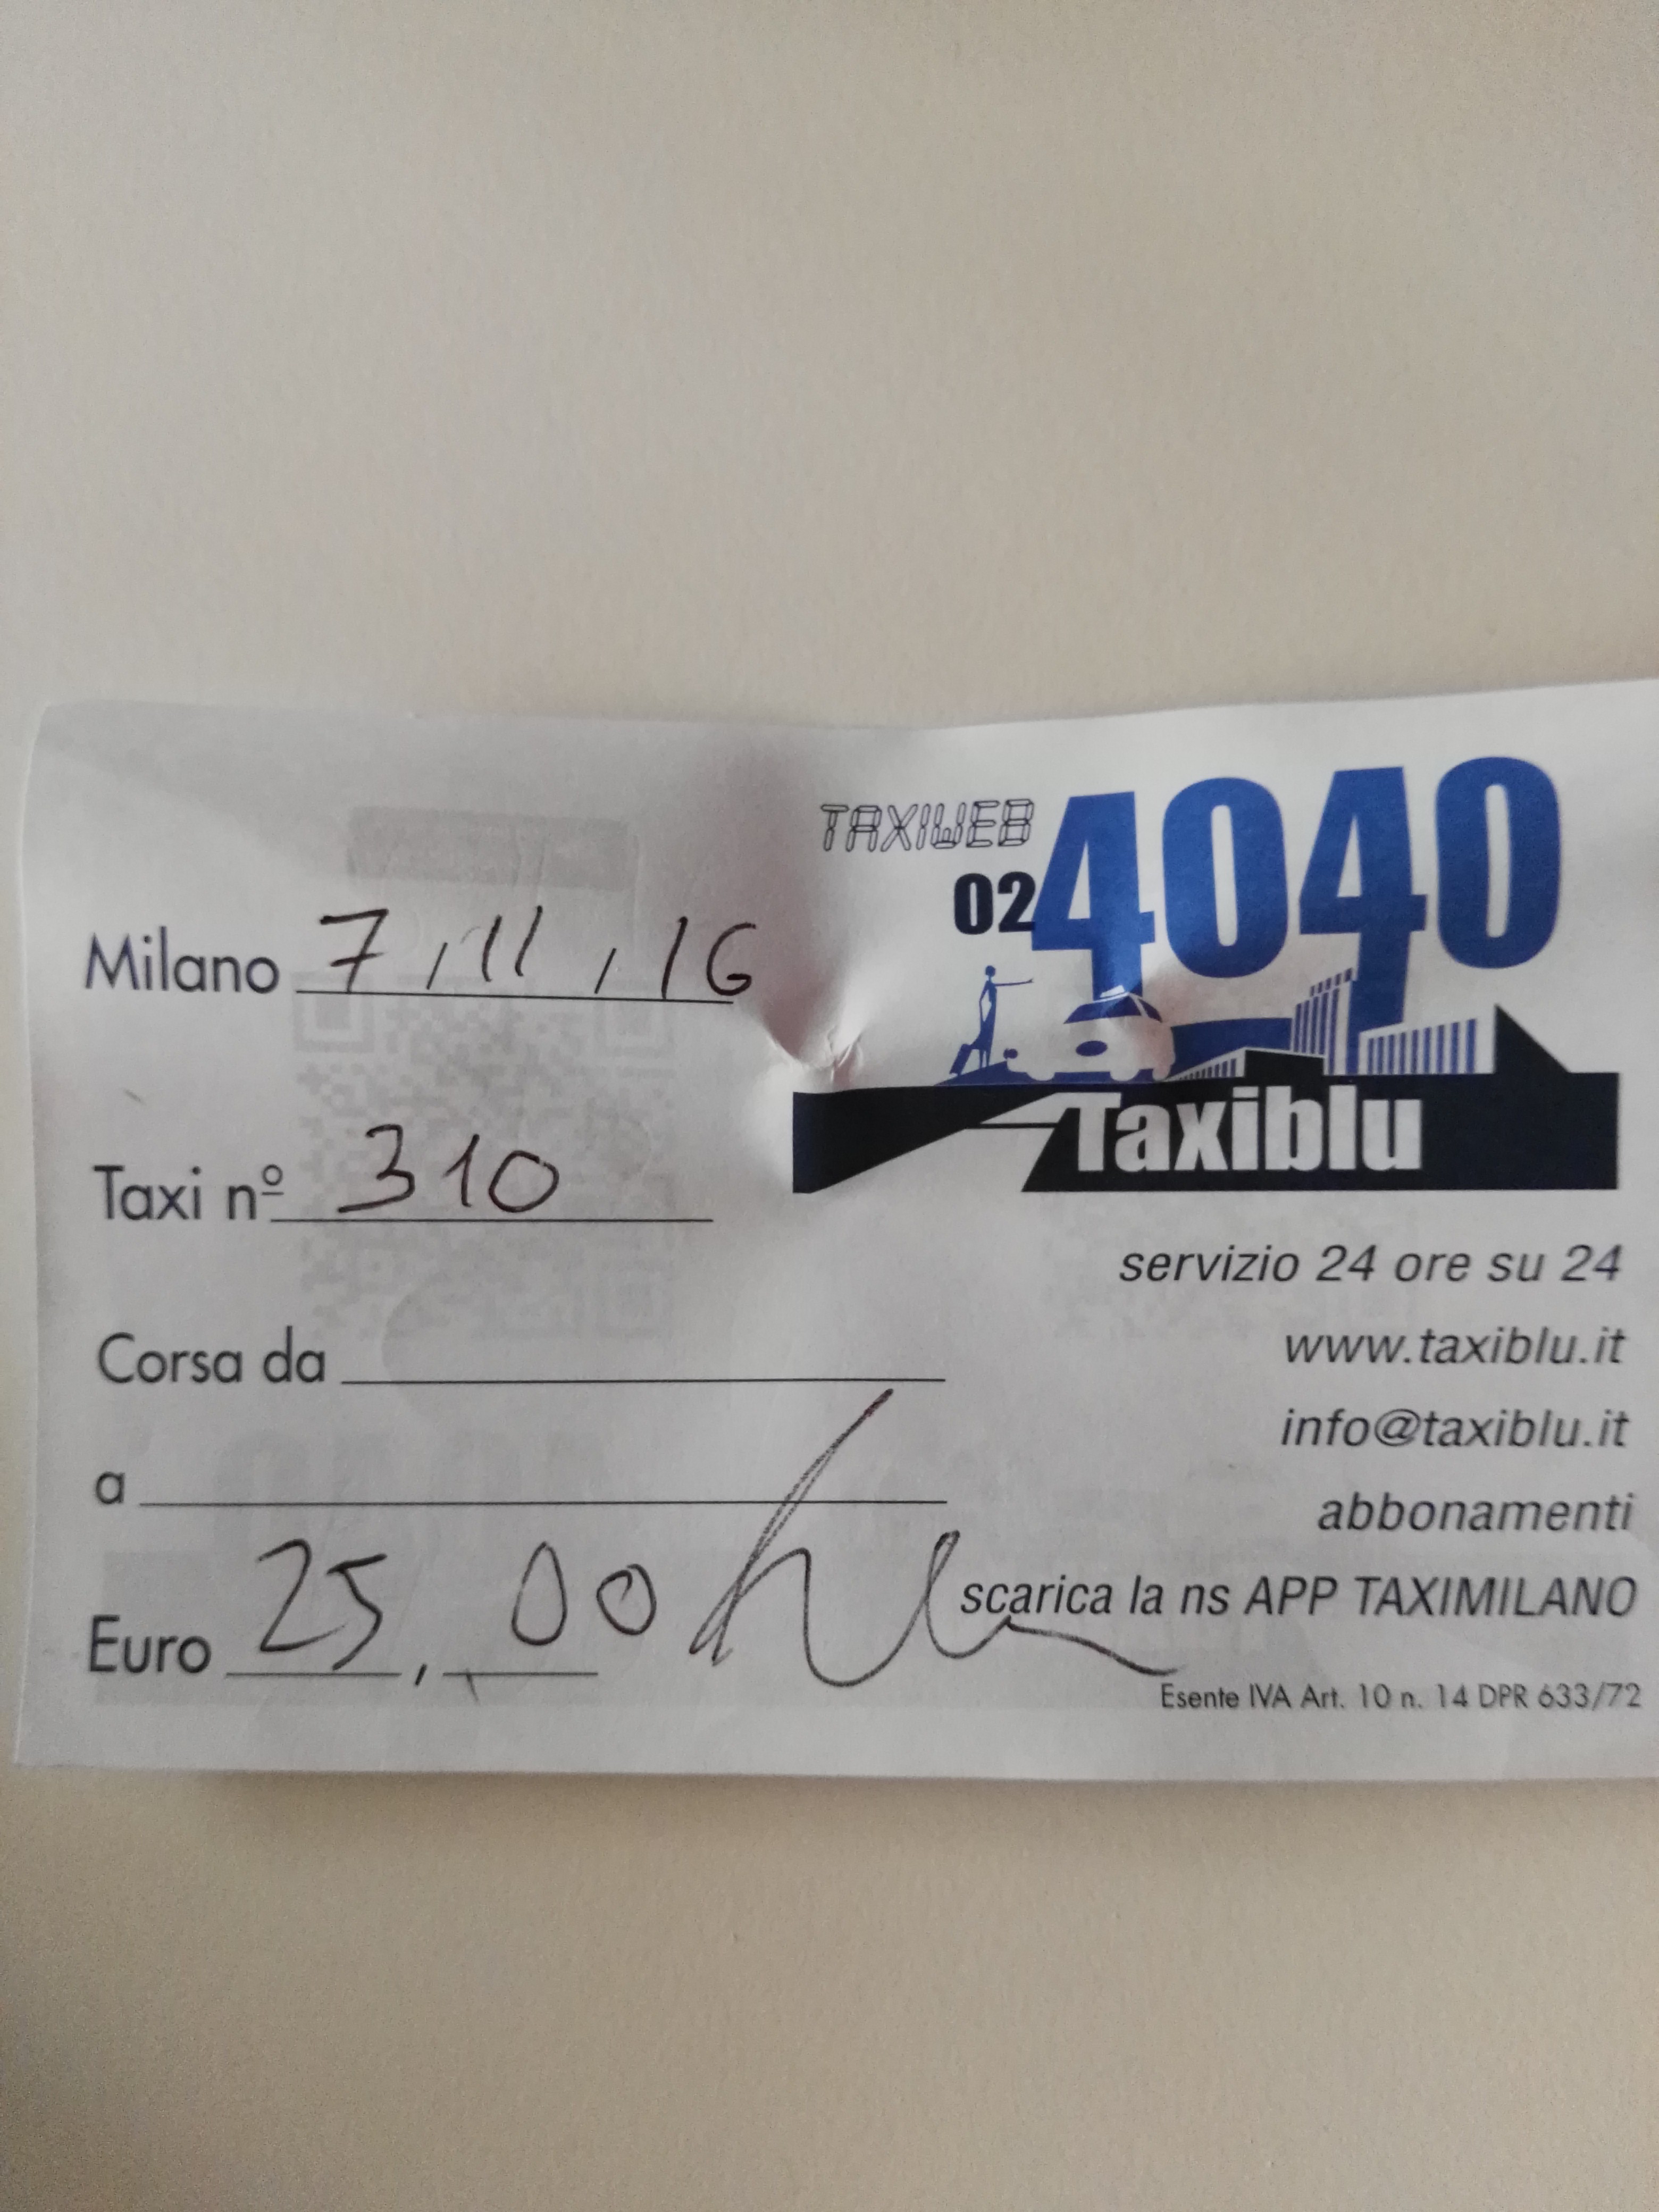 Milano 7, 11, 16
Taxi nº 310
Corsa da
a
Euro 25, 00
TAXIWEB
02 4040
Taxiblu
servizio 24 ore su 24
www.taxiblu.it
info@taxiblu.it
abbonamenti
scarica la ns APP TAXIMILANO
Esente IVA Art. 10 n. 14 DPR 633/72